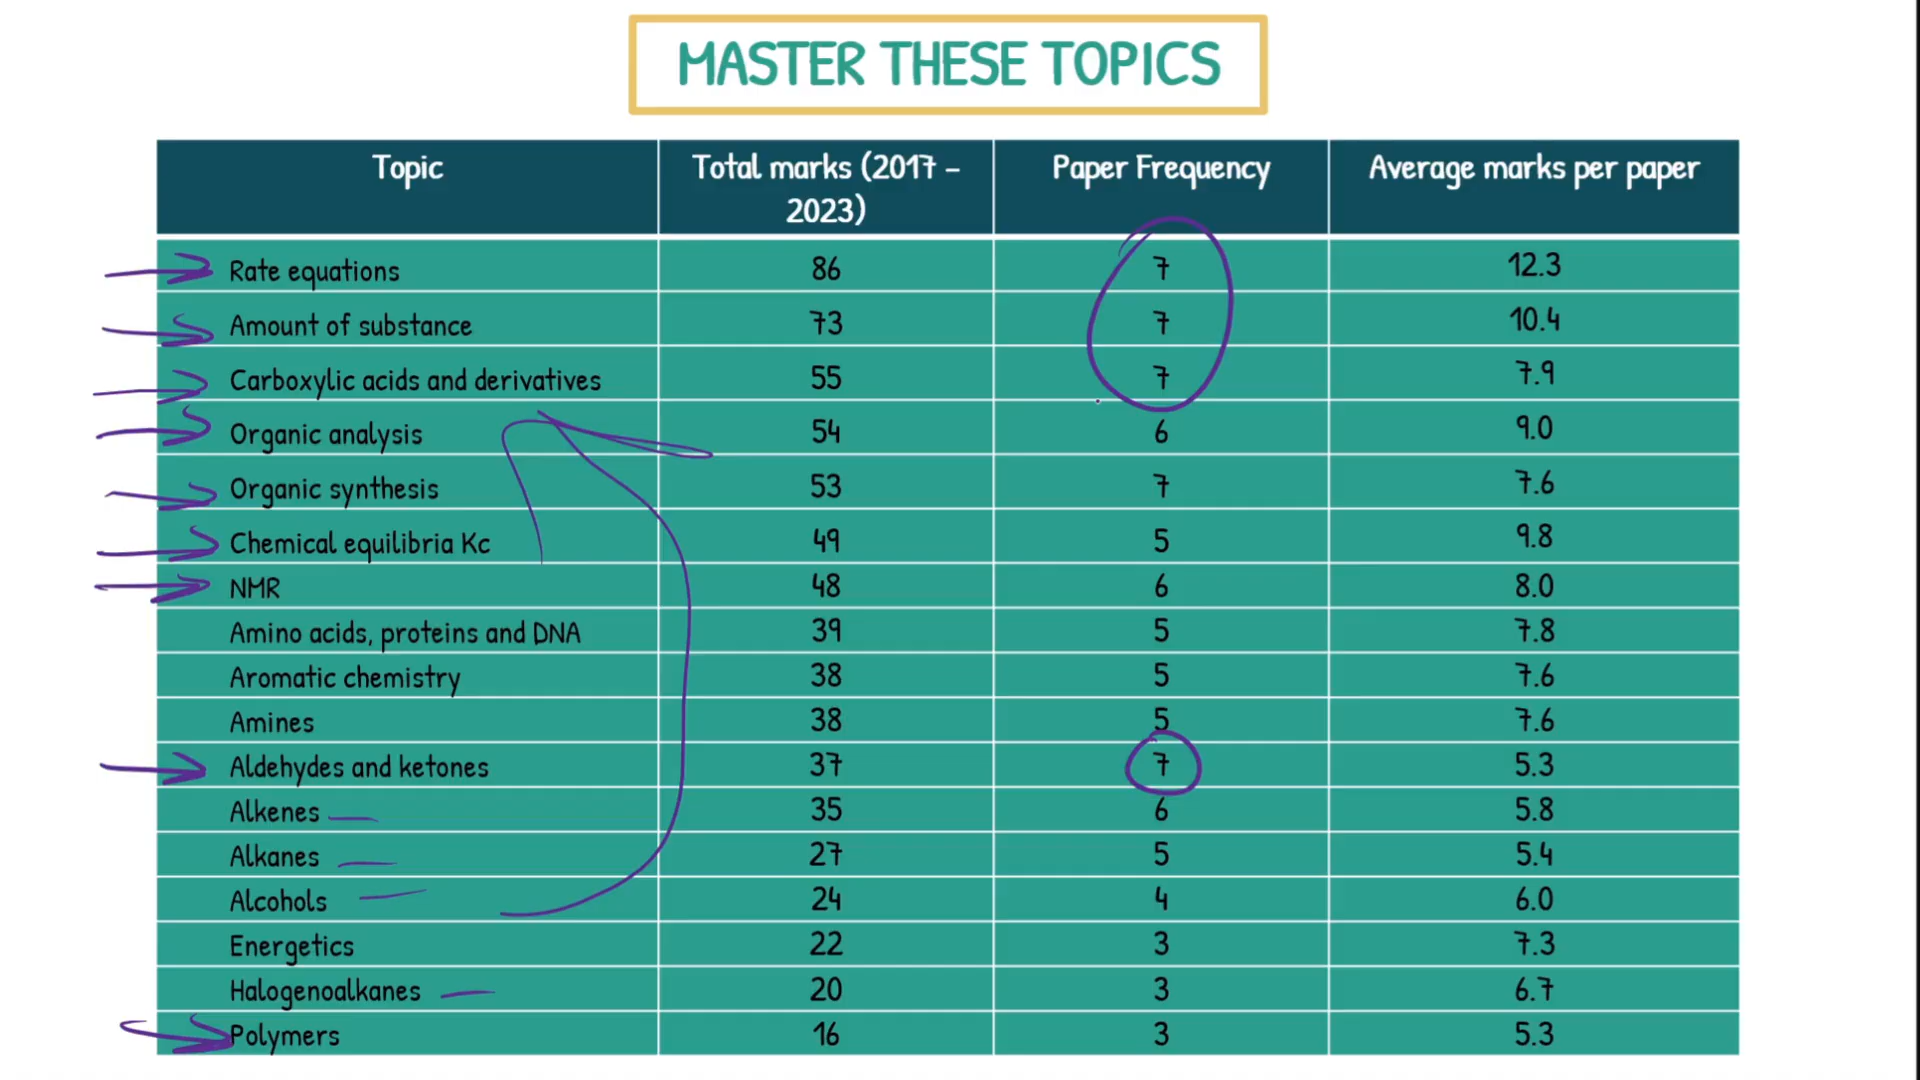 MASTER THESE TOPICS
Topic Total marks (2017 – 2023) Paper Frequency Average marks per paper
Rate equations 86 7 12.3
Amount of substance 73 7 10.4
Carboxylic acids and derivatives 55 7 7.9
Organic analysis 54 6 9.0
Organic synthesis 53 7 7.6
Chemical equilibria Kc 49 5 9.8
NMR 48 6 8.0
Amino acids, proteins and DNA 39 5 7.8
Aromatic chemistry 38 5 7.6
Amines 38 5 7.6
Aldehydes and ketones 37 7 5.3
Alkenes 35 6 5.8
Alkanes 27 5 5.4
Alcohols 24 4 6.0
Energetics 22 3 7.3
Halogenoalkanes 20 3 6.7
Polymers 16 3 5.3